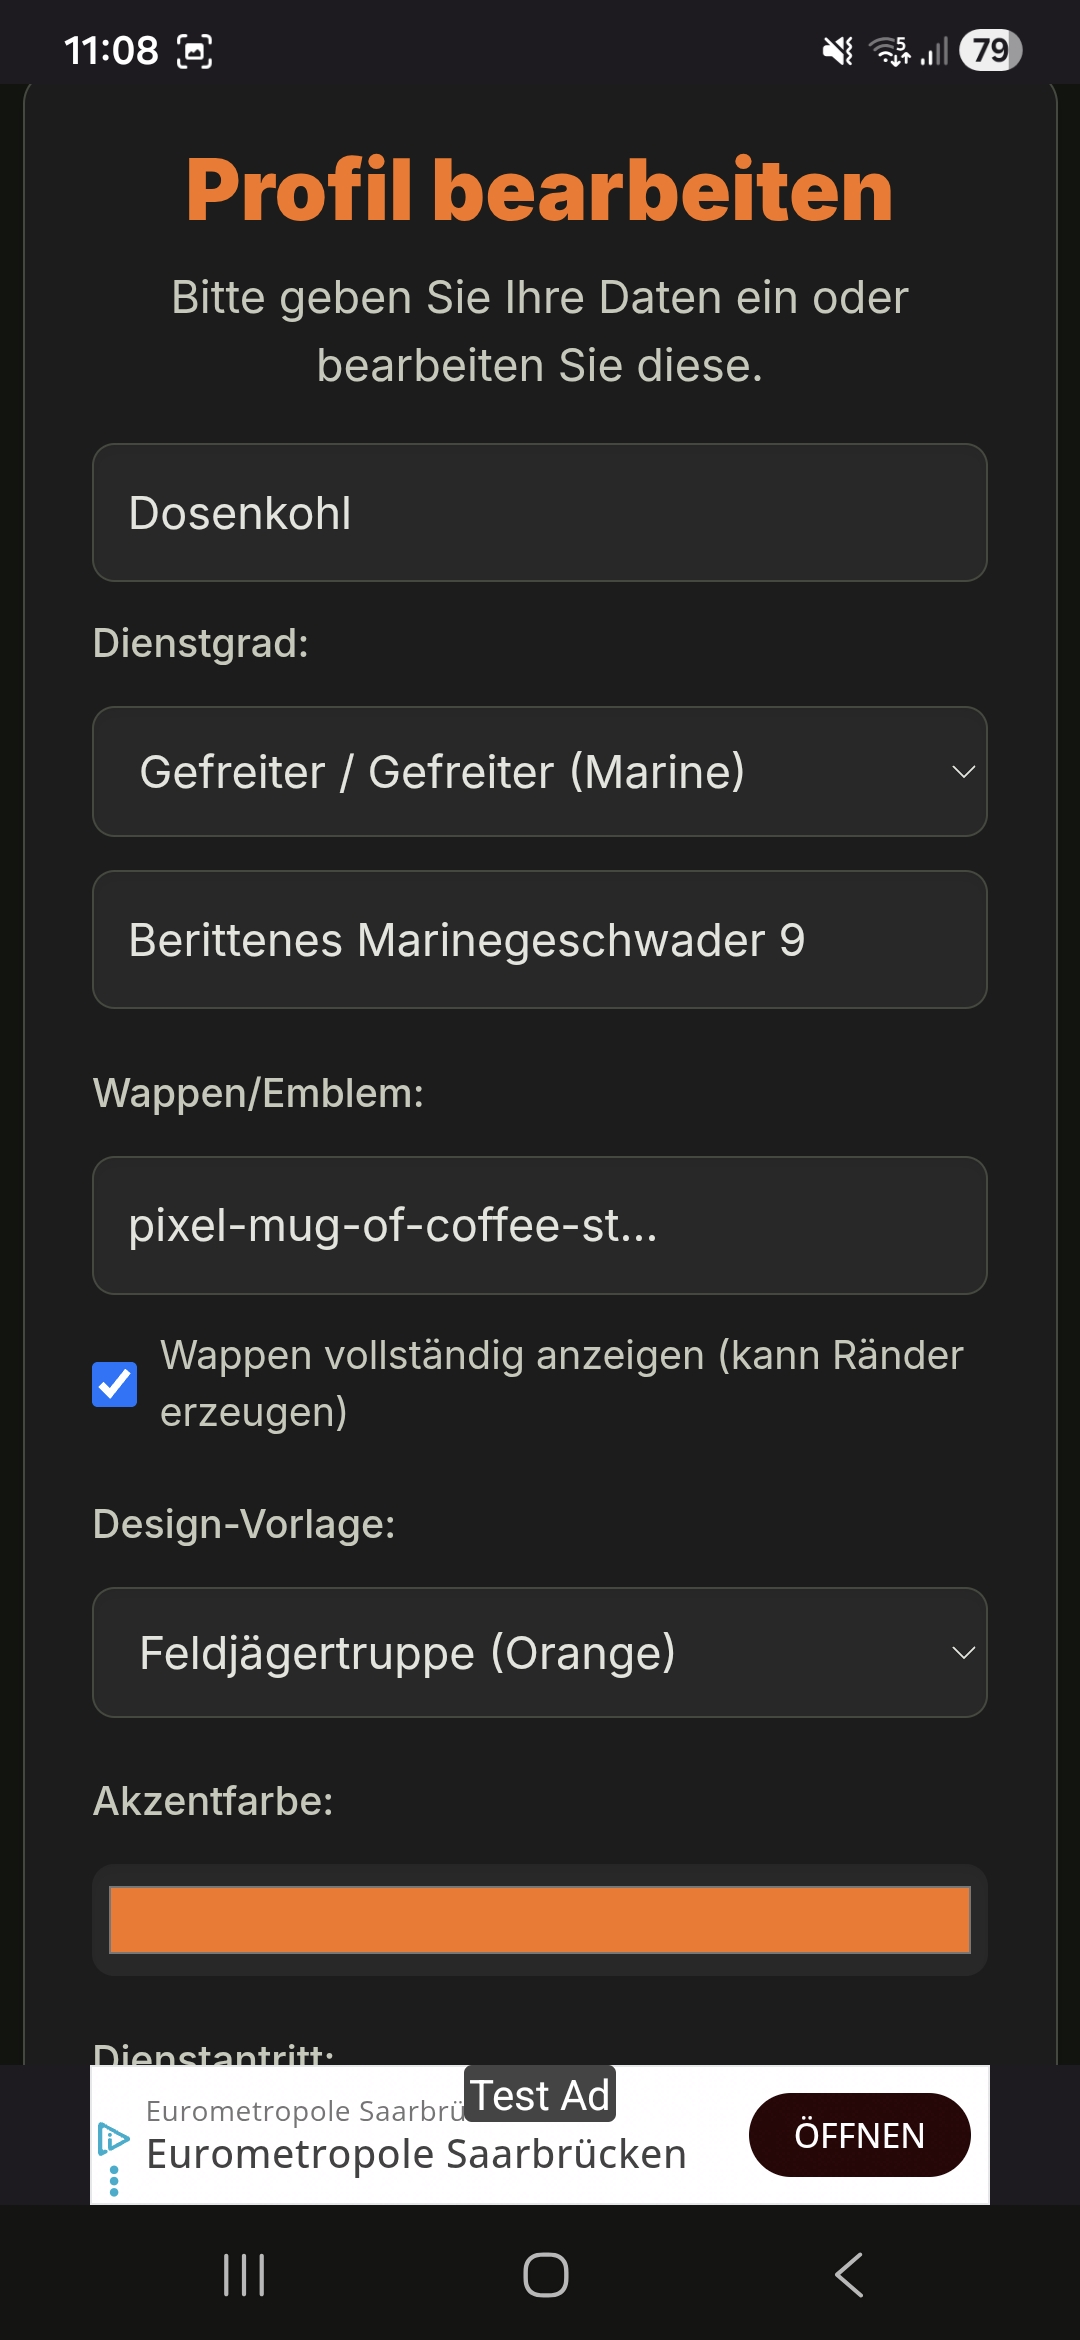 11:08
5
79
Profil bearbeiten
Bitte geben Sie Ihre Daten ein oder
bearbeiten Sie diese.
Dosenkohl
Dienstgrad:
Gefreiter / Gefreiter (Marine)
Berittenes Marinegeschwader 9
Wappen/Emblem:
pixel-mug-of-coffee-st...
Wappen vollständig anzeigen (kann Ränder
erzeugen)
Design-Vorlage:
Feldjägertruppe (Orange)
Akzentfarbe:
Dienstantritt:
Test Ad
Eurometropole Saarbrü
Eurometropole Saarbrücken
ÖFFNEN